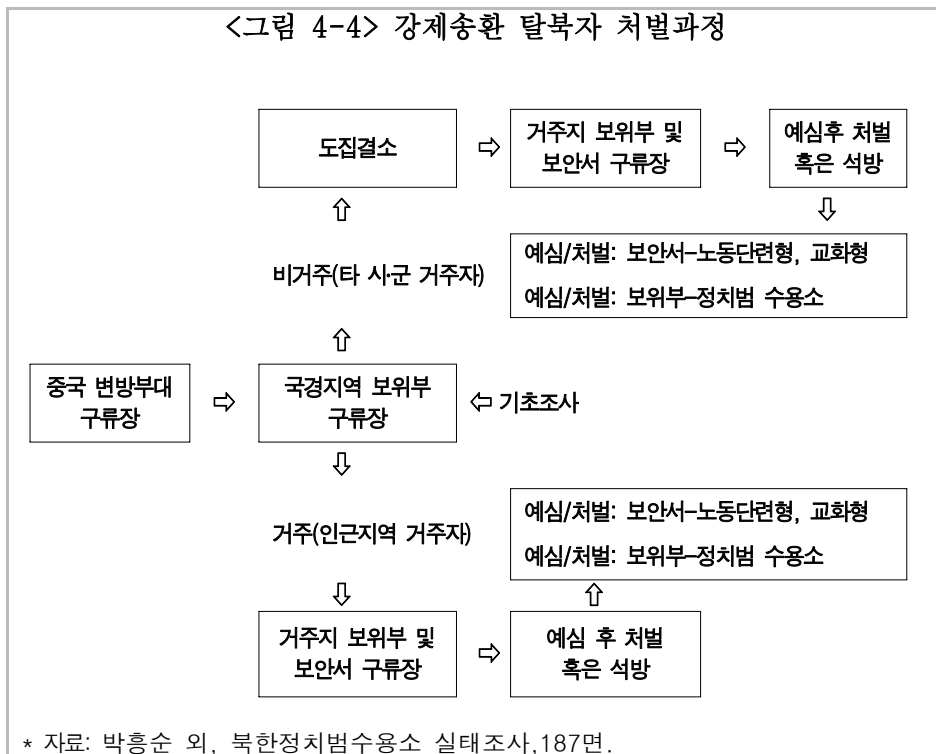 <그림 4-4> 강제송환 탈북자 처벌과정
도집결소
거주지 보위부 및
보안서 구류장
예심후 처벌
혹은 석방
비거주(타 시·군 거주자)
예심/처벌: 보안서-노동단련형, 교화형
예심/처벌: 보위부-정치범 수용소
중국 변방부대
구류장
국경지역 보위부
구류장
기초조사
거주(인근지역 거주자)
예심/처벌: 보안서-노동단련형, 교화형
예심/처벌: 보위부-정치범 수용소
거주지 보위부 및
보안서 구류장
예심 후 처벌
혹은 석방
* 자료: 박흥순 외, 북한정치범수용소 실태조사,187면.